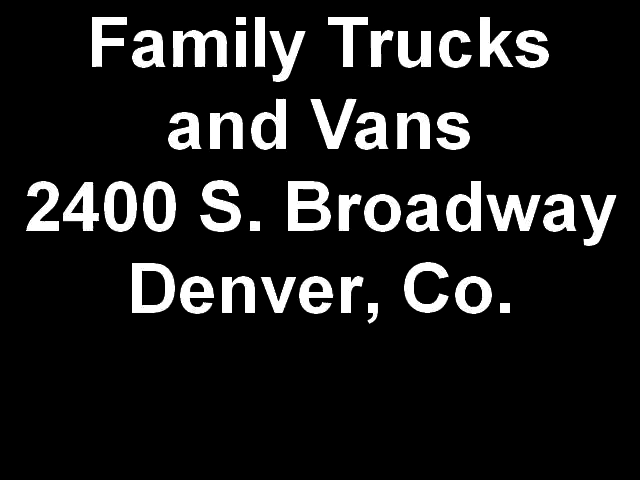 Family Trucks
and Vans
2400 S. Broadway
Denver, Co.